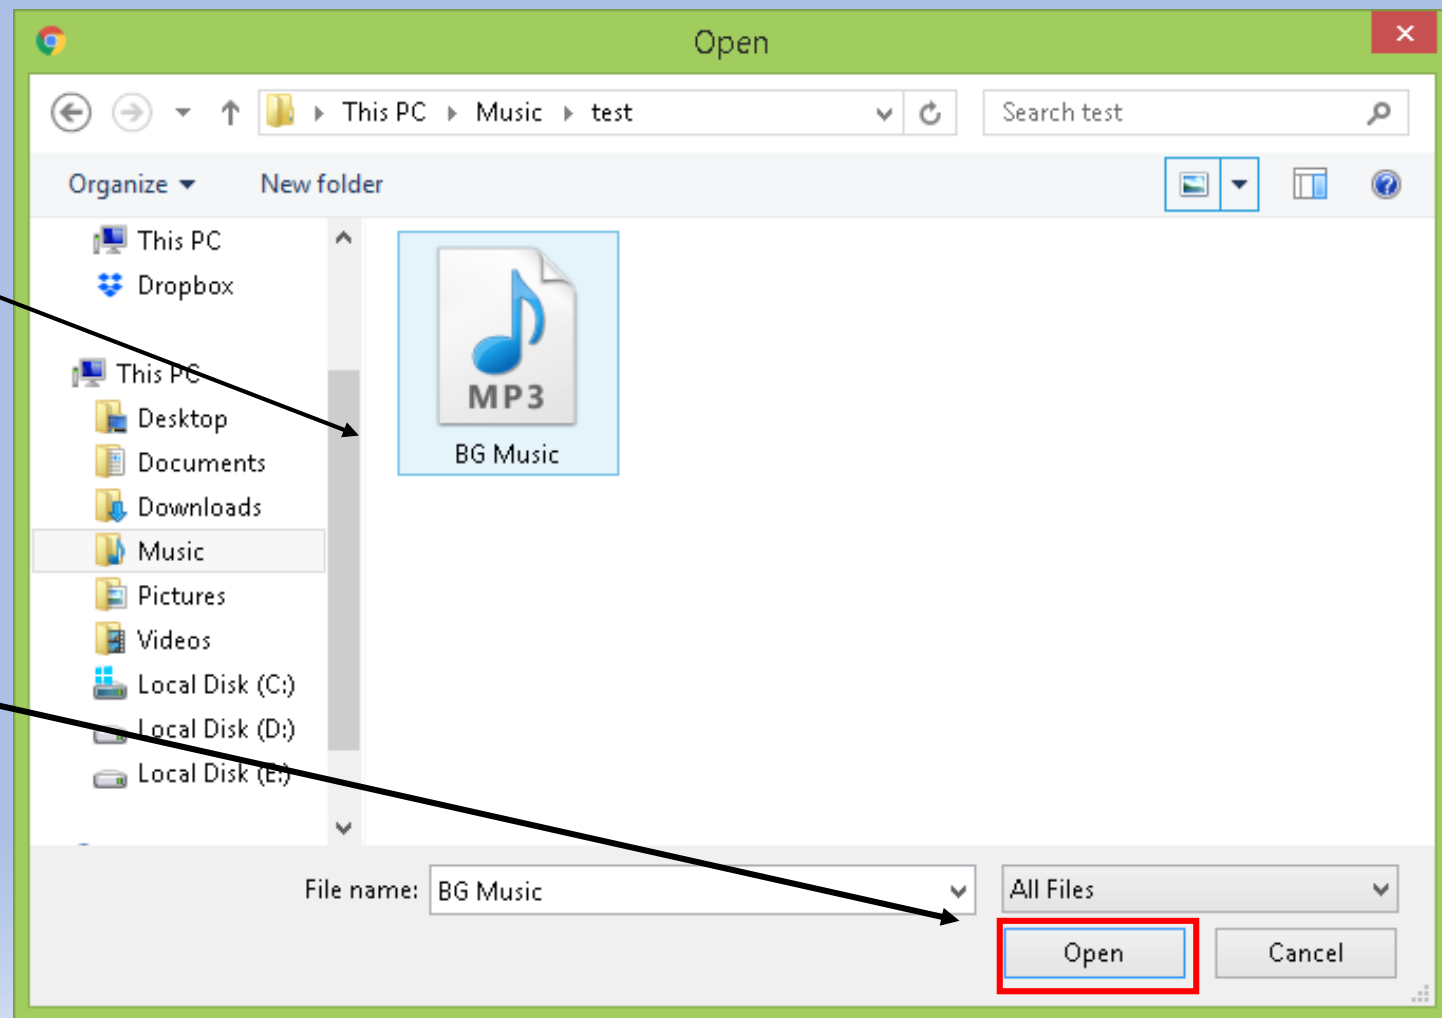 Open
This PC Music test
Search test
Organize
New folder
This PC
Dropbox
This PC
Desktop
Documents
Downloads
Music
Pictures
Videos
Local Disk (C:)
Local Disk (D:)
Local Disk (E:)
MP3
BG Music
File name:
BG Music
All Files
Open
Cancel